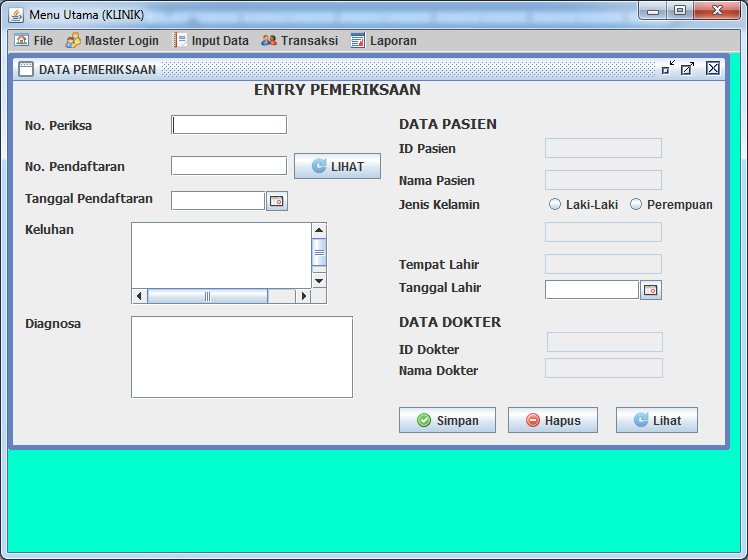 Menu Utama (KLINIK)
File Master Login Input Data Transaksi Laporan
DATA PEMERIKSAAN
ENTRY PEMERIKSAAN
No. Periksa
No. Pendaftaran
LIHAT
Tanggal Pendaftaran
Keluhan
Diagnosa
DATA PASIEN
ID Pasien
Nama Pasien
Jenis Kelamin
Laki-Laki Perempuan
Tempat Lahir
Tanggal Lahir
DATA DOKTER
ID Dokter
Nama Dokter
Simpan Hapus Lihat